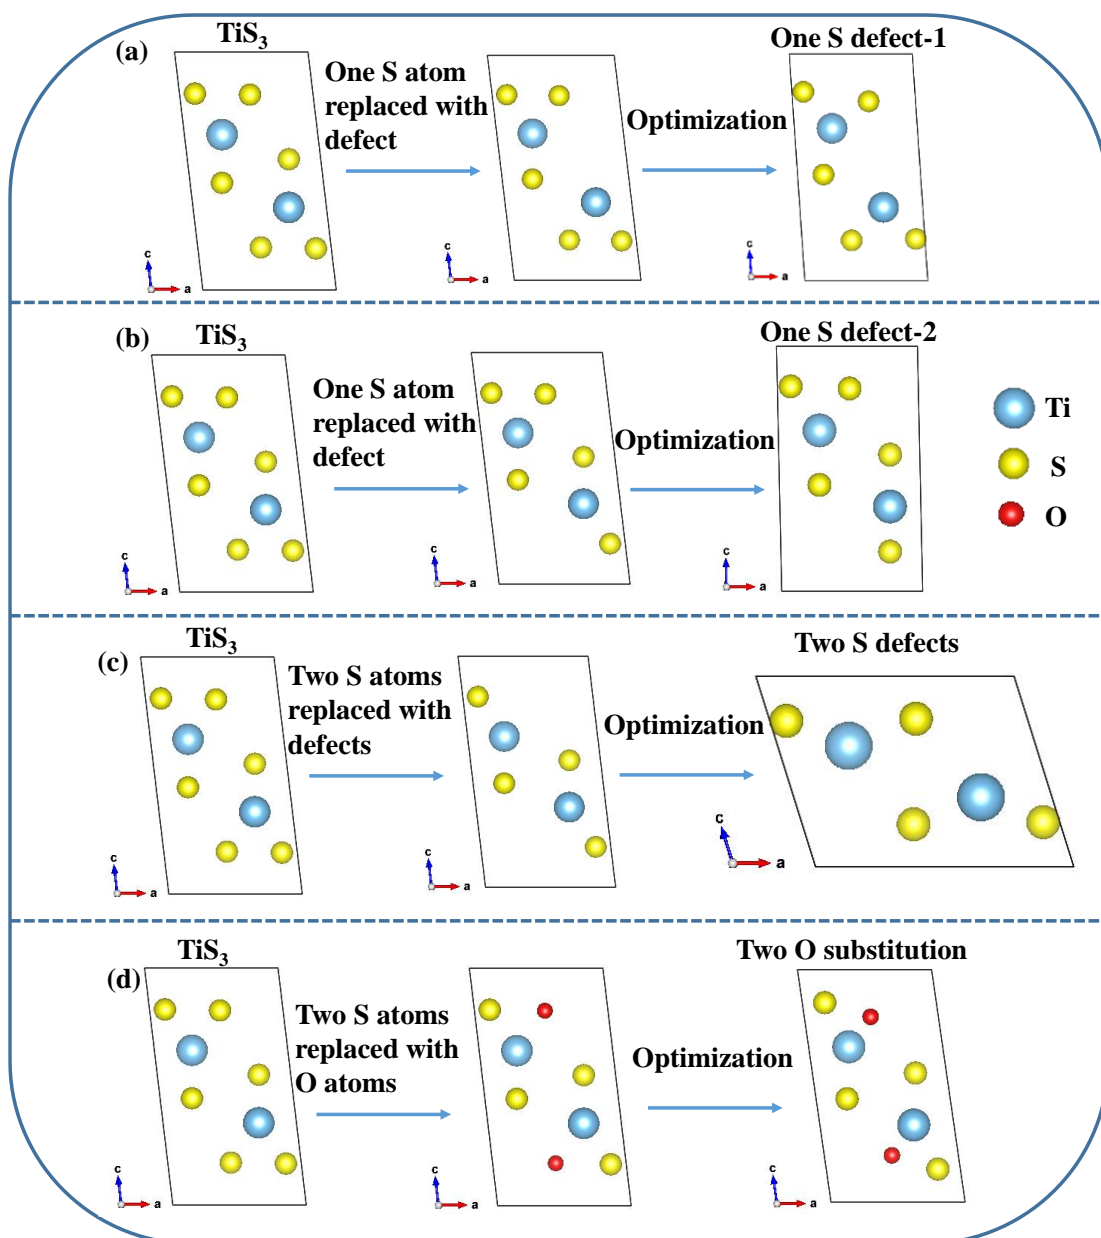 (a)
TiS₃
One S atom
replaced with
defect
Optimization
One S defect-1
c
a
c
a
c
a
(b)
TiS₃
One S atom
replaced with
defect
Optimization
One S defect-2
Ti
S
O
c
a
c
a
c
a
(c)
TiS₃
Two S atoms
replaced with
defects
Optimization
Two S defects
c
a
c
a
c
a
(d)
TiS₃
Two S atoms
replaced with
O atoms
Optimization
Two O substitution
c
a
c
a
c
a